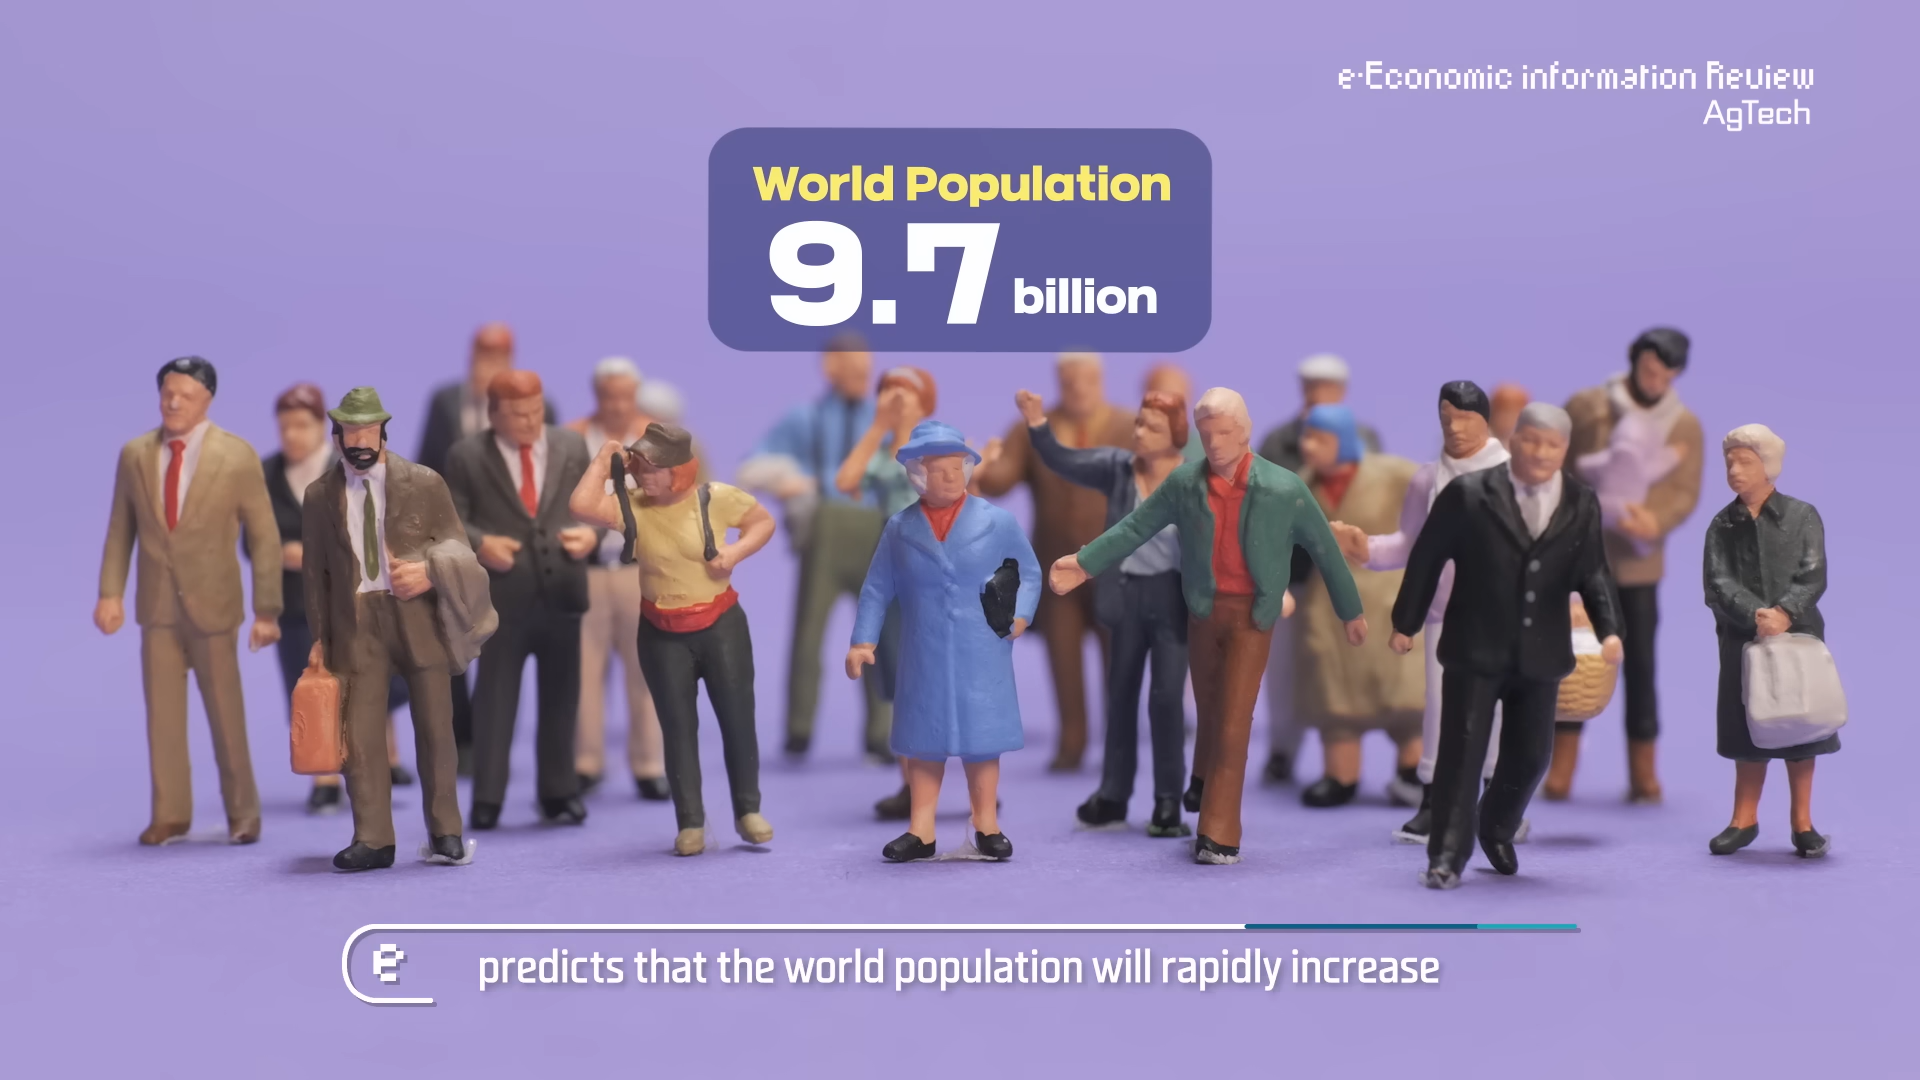 e·Economic information Review
AgTech
World Population
9.7 billion
e
predicts that the world population will rapidly increase